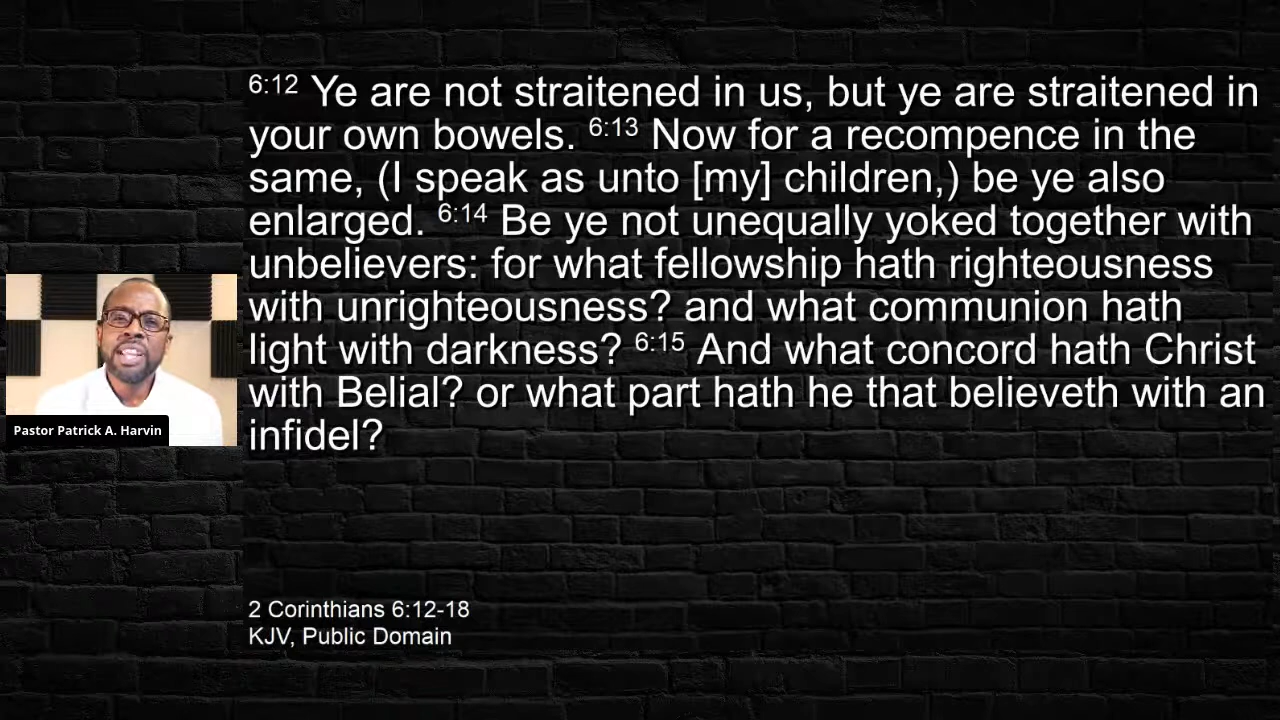 6:12 Ye are not straitened in us, but ye are straitened in
your own bowels. 6:13 Now for a recompence in the
same, (I speak as unto [my] children,) be ye also
enlarged. 6:14 Be ye not unequally yoked together with
unbelievers: for what fellowship hath righteousness
with unrighteousness? and what communion hath
light with darkness? 6:15 And what concord hath Christ
with Belial? or what part hath he that believeth with an
infidel?
Pastor Patrick A. Harvin
2 Corinthians 6:12-18
KJV, Public Domain